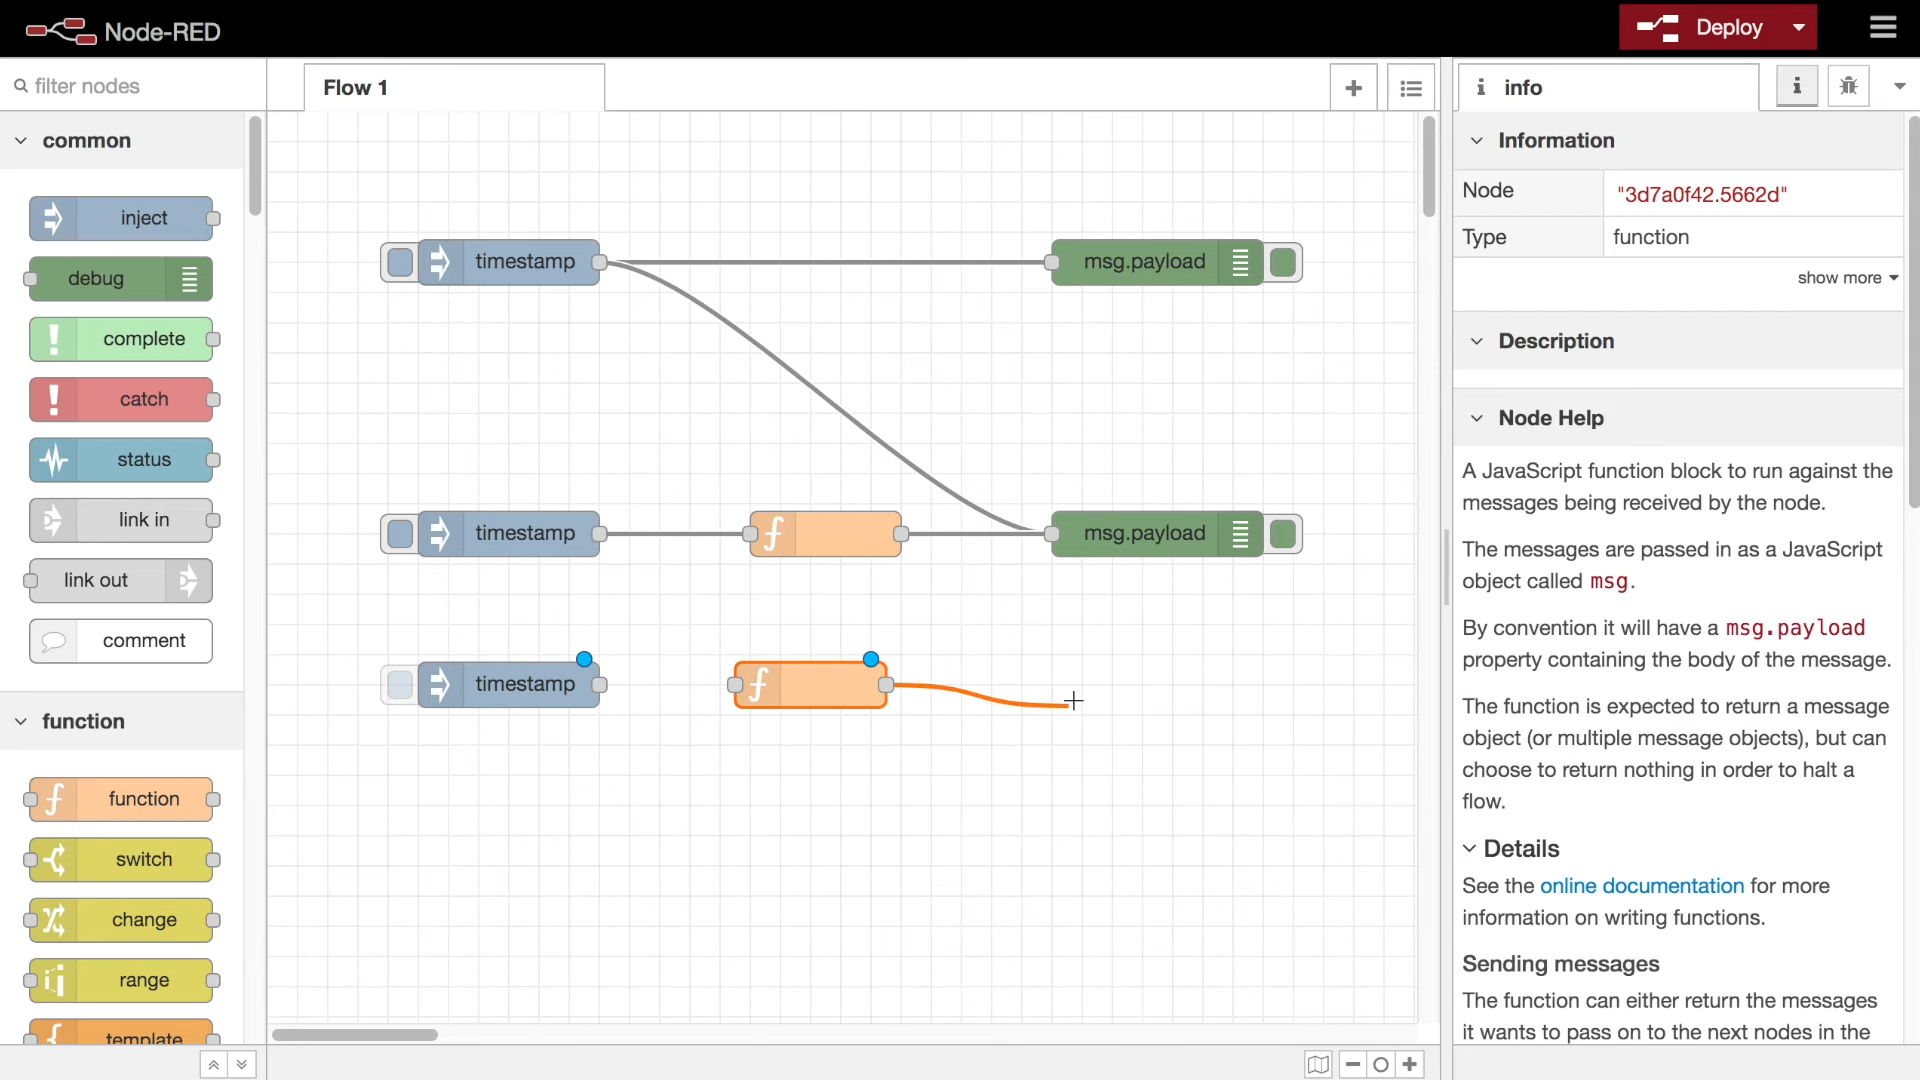 Node-RED
Deploy
filter nodes
Flow 1
info
common
Information
Node
"3d7a0f42.5662d"
inject
Type
function
timestamp
msg.payload
debug
show more
complete
Description
catch
Node Help
status
A JavaScript function block to run against the
messages being received by the node.
link in
timestamp
msg.payload
The messages are passed in as a JavaScript
object called msg.
link out
By convention it will have a msg.payload
property containing the body of the message.
comment
timestamp
The function is expected to return a message
object (or multiple message objects), but can
choose to return nothing in order to halt a
flow.
function
function
Details
switch
See the online documentation for more
information on writing functions.
change
Sending messages
range
The function can either return the messages
it wants to pass on to the next nodes in the
template